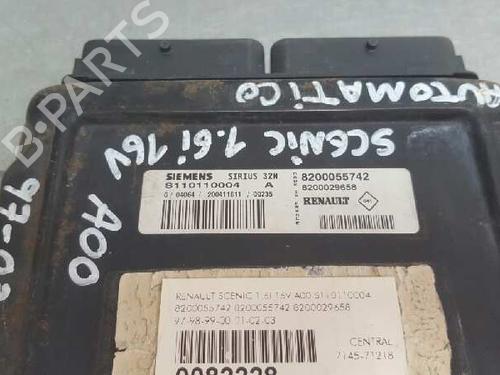 AUTOMATICO
SCENIC 1.6i 16V A00
97-03
B-PARTS
SIEMENS SIRIUS 32N
S110110004 A
8200055742
8200029658
RENAULT
RENAULT SCENIC 1.6I 16V A00 S110110004
8200055742 8200055742 8200029658
97-98-99-00-01-02-03
CENTRAL
7145-71218